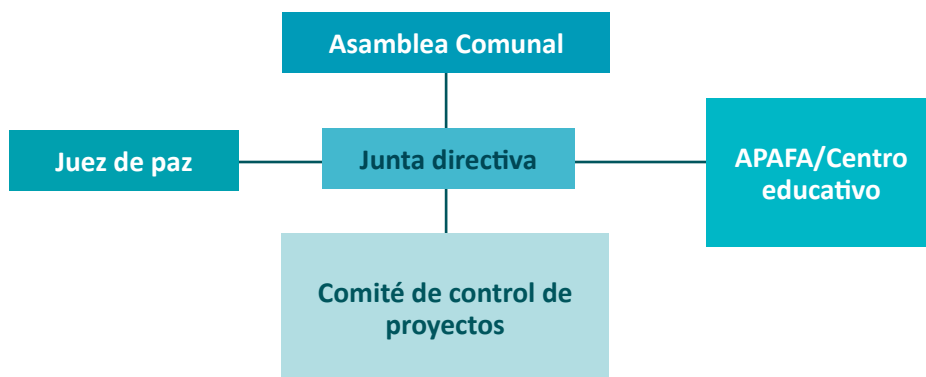 Asamblea Comunal
Juez de paz
Junta directiva
APAFA/Centro
educativo
Comité de control de
proyectos